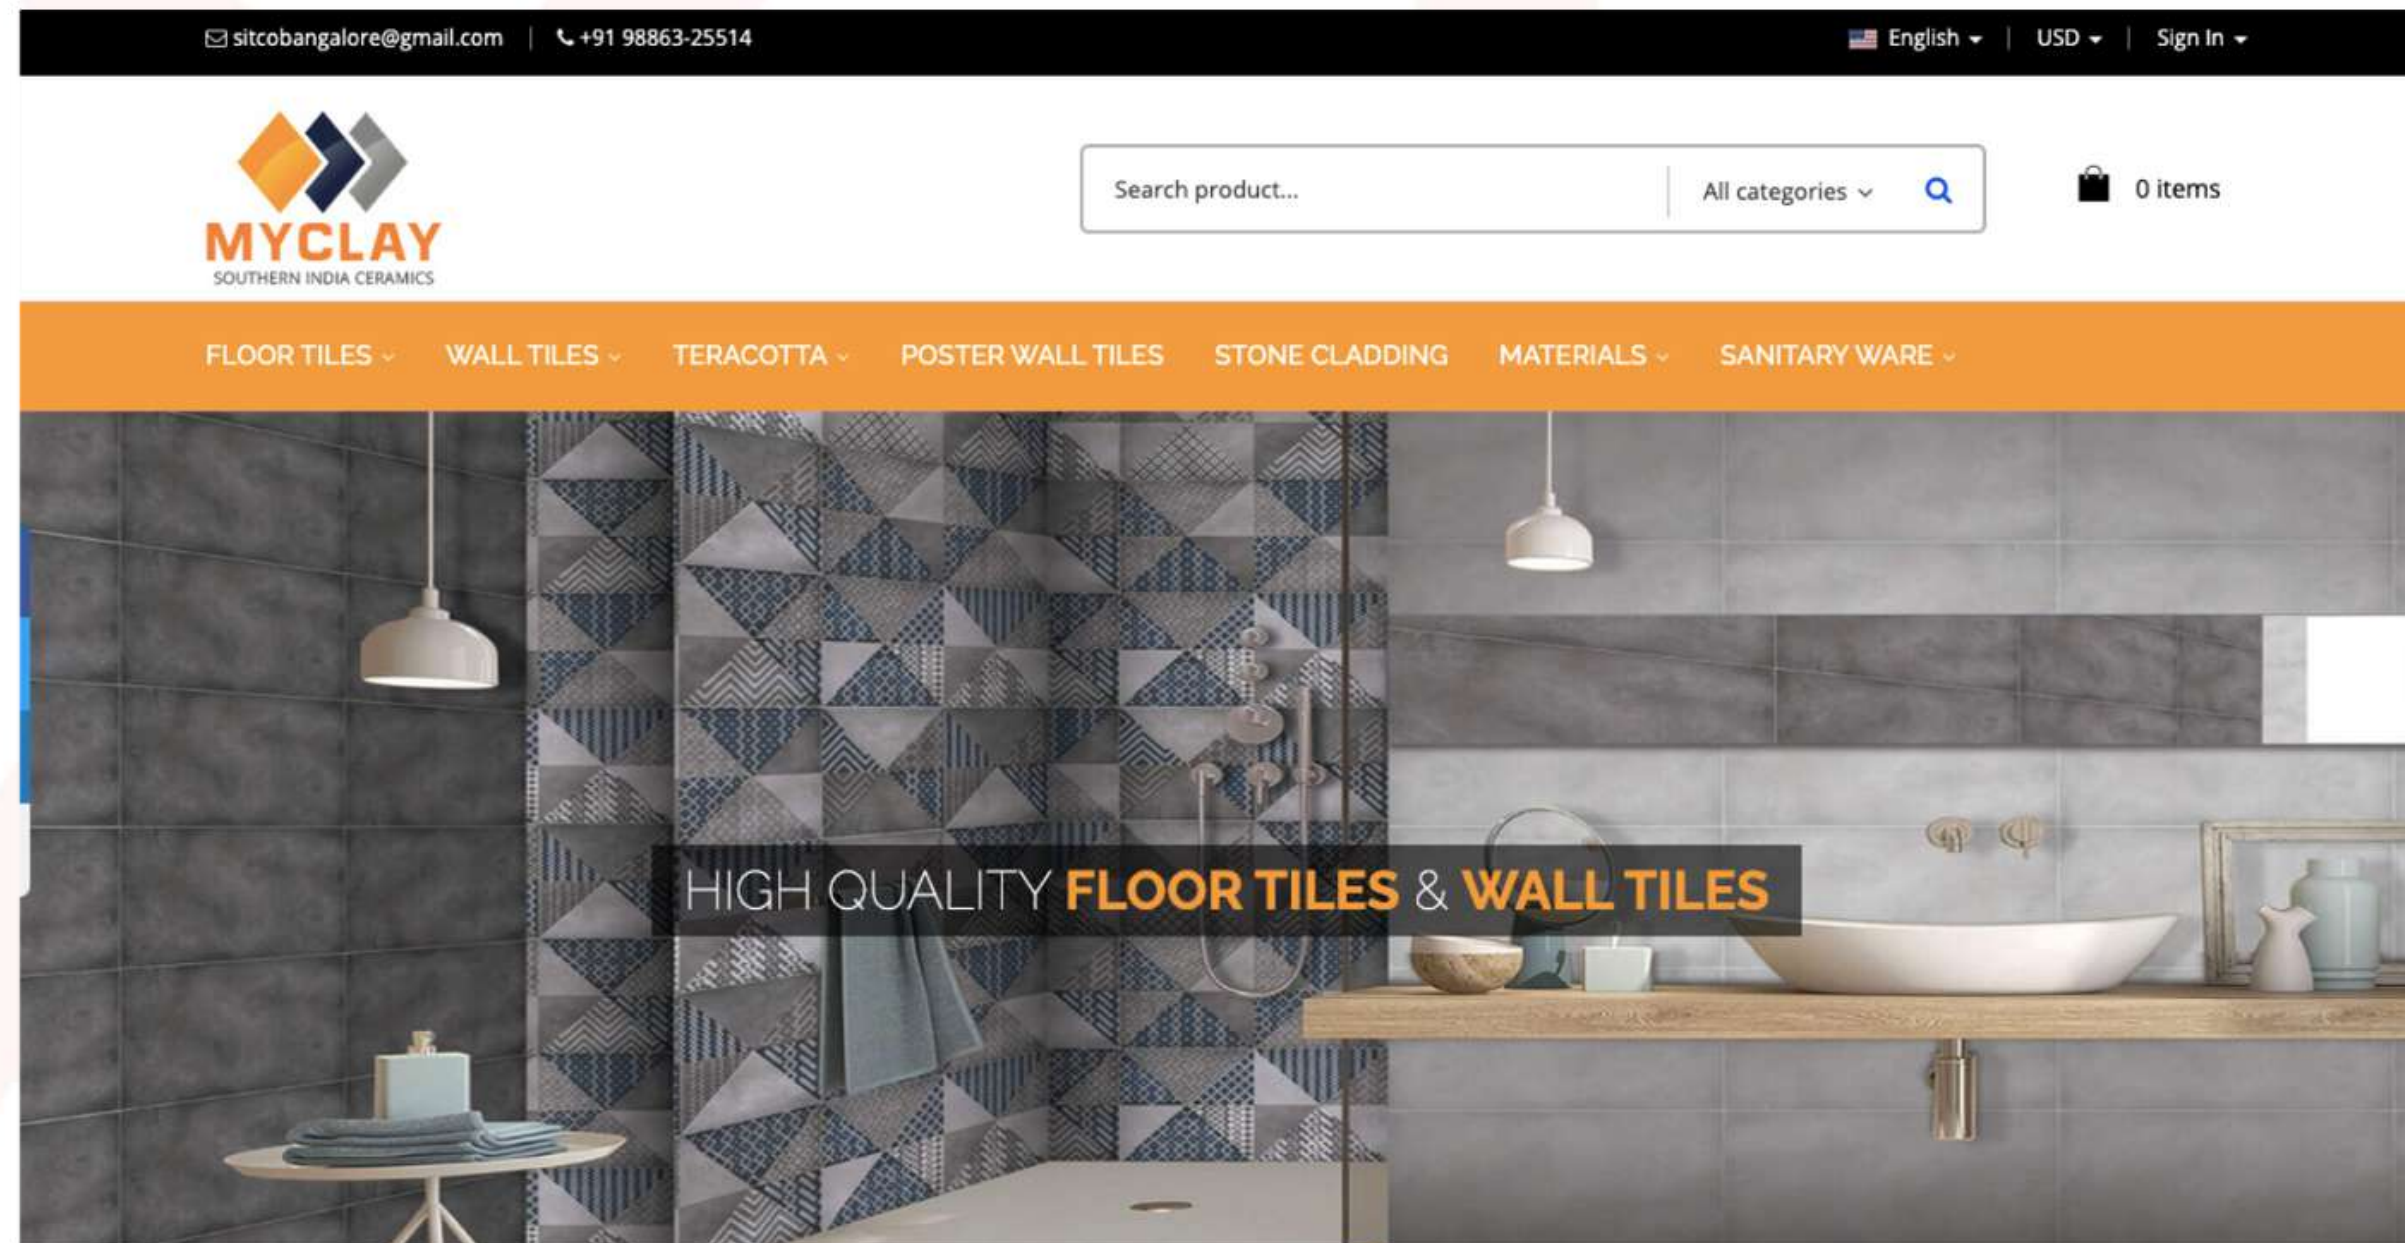 sitcobangalore@gmail.com | +91 98863-25514
English | USD | Sign In
MYCLAY
SOUTHERN INDIA CERAMICS
Search product...
All categories
0 items
FLOOR TILES WALL TILES TERACOTTA POSTER WALL TILES STONE CLADDING MATERIALS SANITARY WARE
HIGH QUALITY FLOOR TILES & WALL TILES